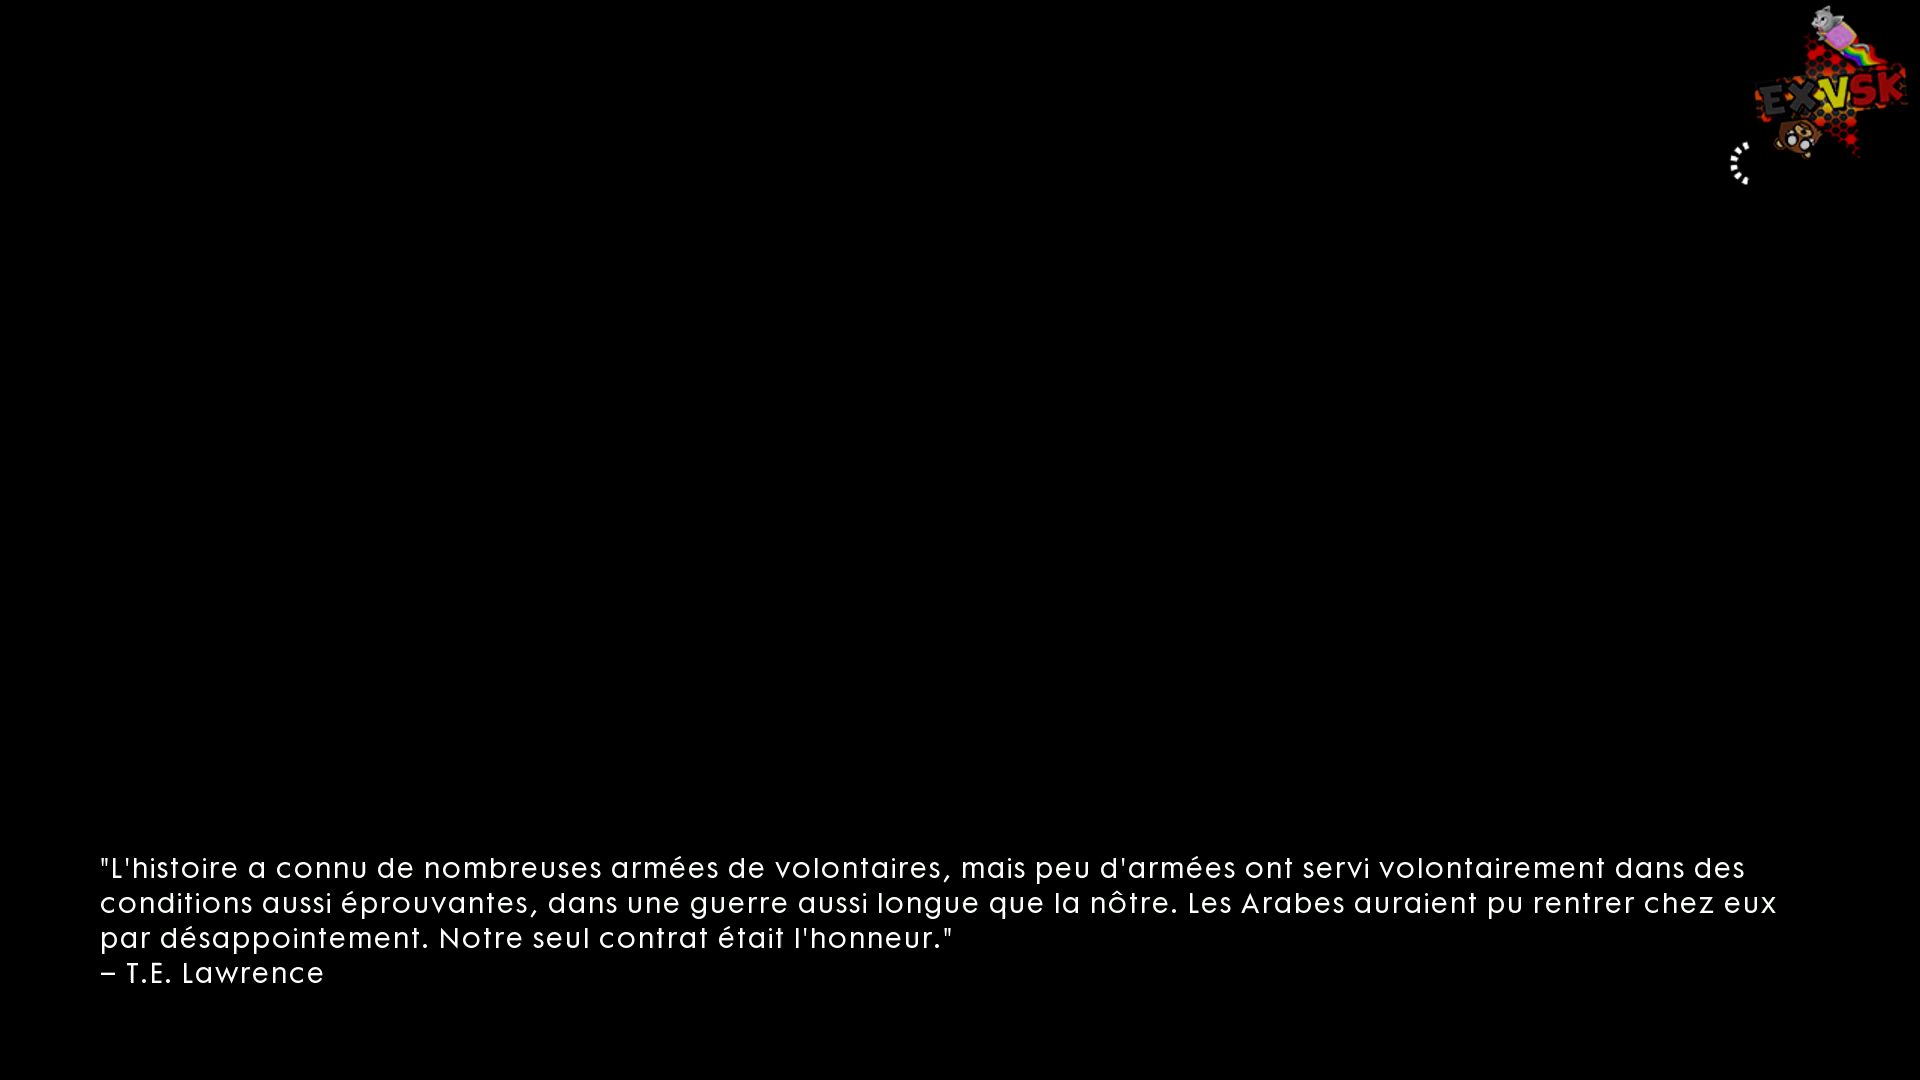 EXVSK
"L'histoire a connu de nombreuses armées de volontaires, mais peu d'armées ont servi volontairement dans des
conditions aussi éprouvantes, dans une guerre aussi longue que la nôtre. Les Arabes auraient pu rentrer chez eux
par désappointement. Notre seul contrat était l'honneur."
– T.E. Lawrence